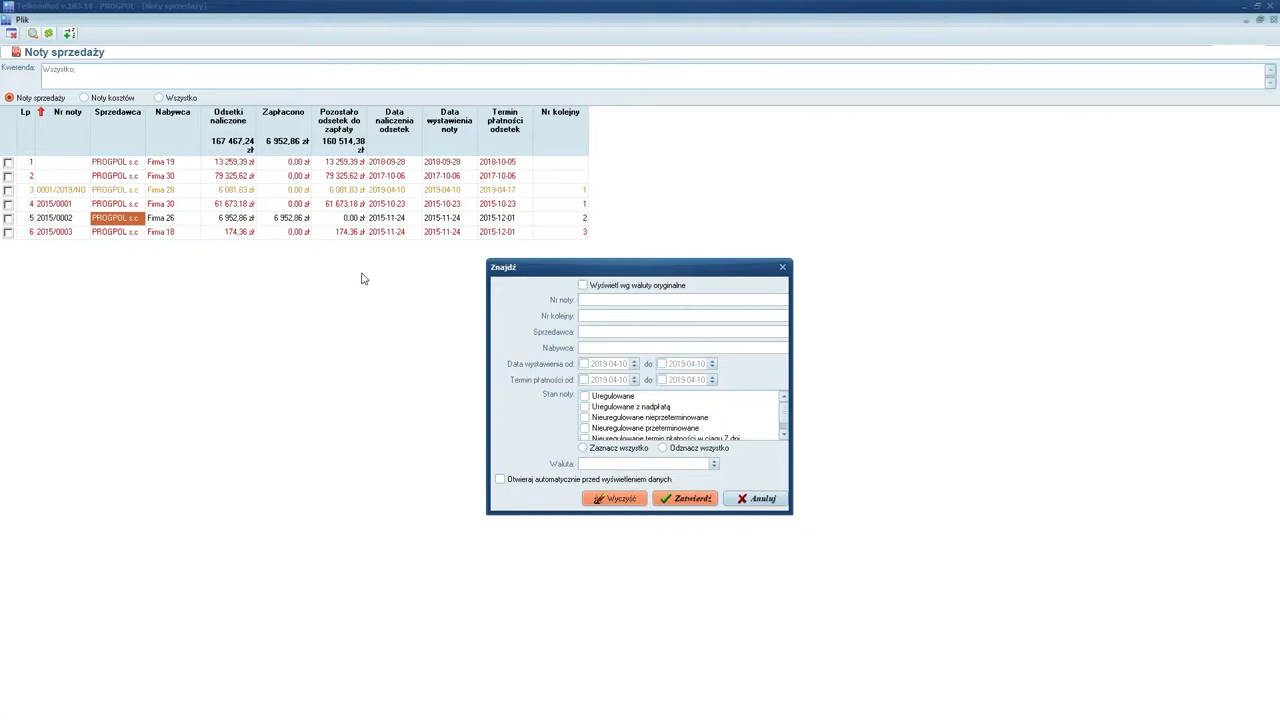 TelkomBud v.183.14 - PROGPOL - [Noty sprzedaży]
Plik
Noty sprzedaży
Kwerenda: Wszystko;
Noty sprzedaży Noty kosztów Wszystko
Lp Nr noty Sprzedawca Nabywca Odsetki naliczone Zapłacono Pozostało odsetek do zapłaty Data naliczenia odsetek Data wystawienia noty Termin płatności odsetek Nr kolejny
167 467,24 zł 6 952,86 zł 160 514,38 zł
1 PROGPOL s.c Firma 19 13 259,39 zł 0,00 zł 13 259,39 zł 2018-09-28 2018-09-28 2018-10-05
2 PROGPOL s.c Firma 30 79 325,62 zł 0,00 zł 79 325,62 zł 2017-10-06 2017-10-06 2017-10-06
3 0001/2019/NO PROGPOL s.c Firma 28 6 081,83 zł 0,00 zł 6 081,83 zł 2019-04-10 2019-04-10 2019-04-17 1
4 2015/0001 PROGPOL s.c Firma 30 61 673,18 zł 0,00 zł 61 673,18 zł 2015-10-23 2015-10-23 2015-10-23 1
5 2015/0002 PROGPOL s.c Firma 26 6 952,86 zł 6 952,86 zł 0,00 zł 2015-11-24 2015-11-24 2015-12-01 2
6 2015/0003 PROGPOL s.c Firma 18 174,36 zł 0,00 zł 174,36 zł 2015-11-24 2015-11-24 2015-12-01 3
Znajdź
Wyświetl wg waluty oryginalne
Nr noty:
Nr kolejny:
Sprzedawca:
Nabywca:
Data wystawienia od: 2019-04-10 do: 2019-04-10
Termin płatności od: 2019-04-10 do: 2019-04-10
Stan noty: Uregulowane
Uregulowane z nadpłatą
Nieuregulowane nieprzeterminowane
Nieuregulowane przeterminowane
Nieuregulowane termin płatności w ciągu 7 dni
Zaznacz wszystko Odznacz wszystko
Waluta:
Otwieraj automatycznie przed wyświetleniem danych
Wyczyść Zatwierdź Anuluj